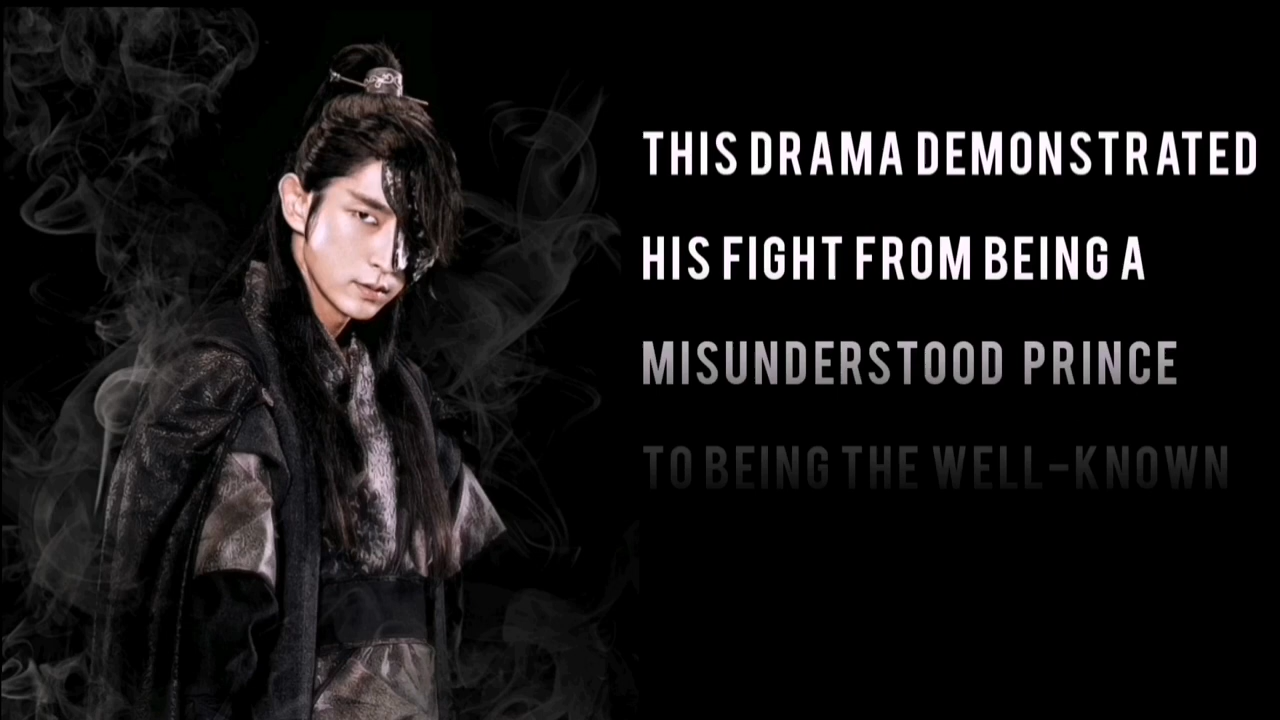 THIS DRAMA DEMONSTRATED
HIS FIGHT FROM BEING A
MISUNDERSTOOD PRINCE
TO BEING THE WELL-KNOWN